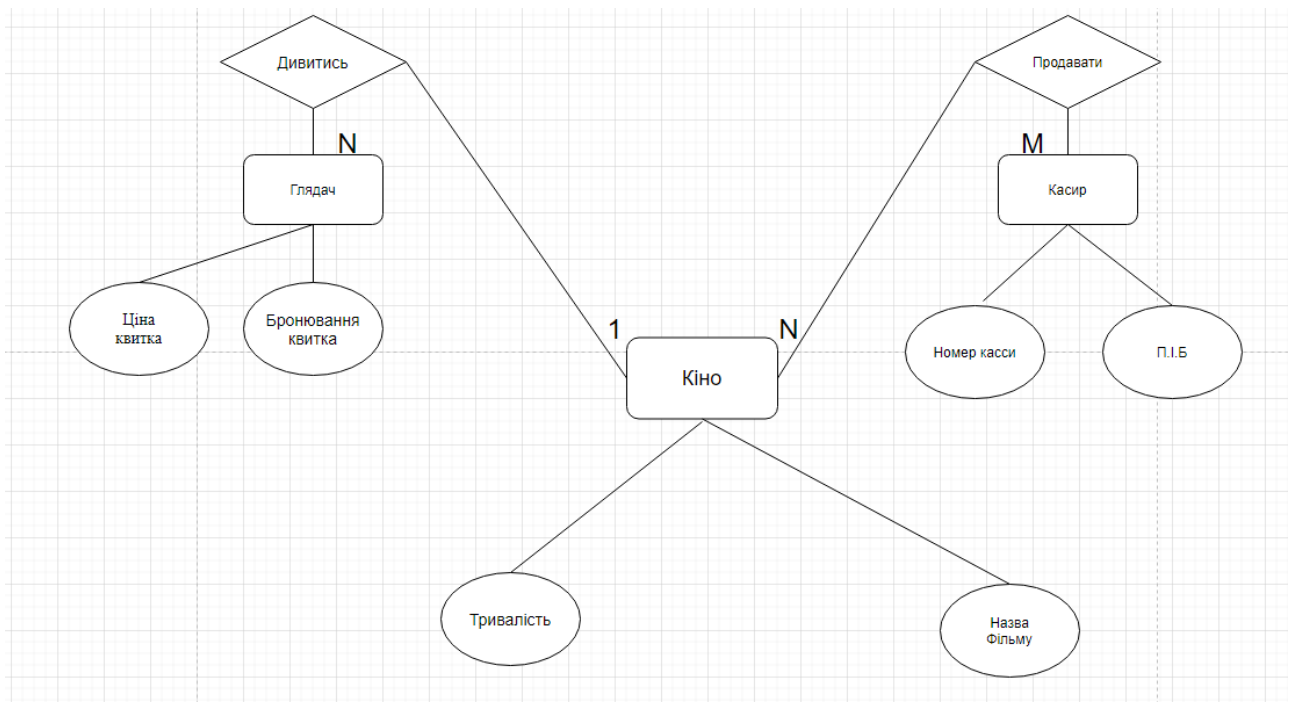 Дивитись
Продавати
N
M
Глядач
Касир
Ціна
квитка
Бронювання
квитка
1
N
Номер касси
П.І.Б
Кіно
Тривалість
Назва
Фільму